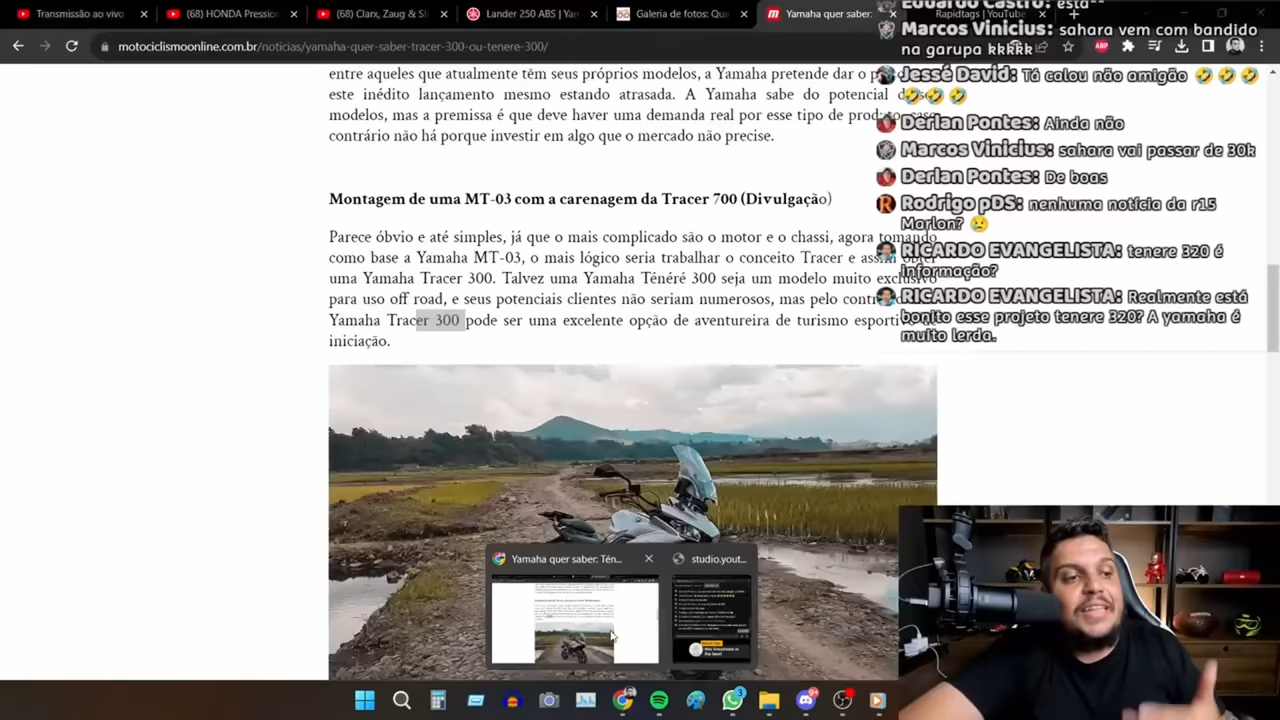 (68) Transmissão ao vivo
(68) HONDA Pressio
(68) Clarx, Zaug & Sl
Lander 250 ABS | Yan
Galeria de fotos: Qua
Yamaha quer saber:
Rapidtags | YouTube
motociclismoonline.com.br/noticias/yamaha-quer-saber-tracer-300-ou-tenere-300/
entre aqueles que atualmente têm seus próprios modelos, a Yamaha pretende dar o
este inédito lançamento mesmo estando atrasada. A Yamaha sabe do potencial
modelos, mas a premissa é que deve haver uma demanda real por esse tipo de
contrário não há porque investir em algo que o mercado não precise.
Montagem de uma MT-03 com a carenagem da Tracer 700 (Divulgação)
Parece óbvio e até simples, já que o mais complicado são o motor e o chassi, agora tomando
como base a Yamaha MT-03, o mais lógico seria trabalhar o conceito Tracer e assim obter
uma Yamaha Tracer 300. Talvez uma Yamaha Ténéré 300 seja um modelo muito exclusivo
para uso off road, e seus potenciais clientes não seriam numerosos, mas pelo
Yamaha Tracer 300 pode ser uma excelente opção de aventureira de turismo esportivo
iniciação.
Eduardo Castro: esta^^
Marcos Vinicius: sahara vem com bandido
na garupa kkkkk
Jessé David: Tá calou não amigão 🤣🤣🤣
🤣🤣🤣
Derlan Pontes: Ainda não
Marcos Vinicius: sahara vai passar de 30k
Derlan Pontes: De boas
Rodrigo pDS: nenhuma notícia da r15
Marlon? 😢
RICARDO EVANGELISTA: tenere 320 é
informação?
RICARDO EVANGELISTA: Realmente está
bonito esse projeto tenere 320? A yamaha é
muito lerda.
Yamaha quer saber: Tén...
studio.yout...